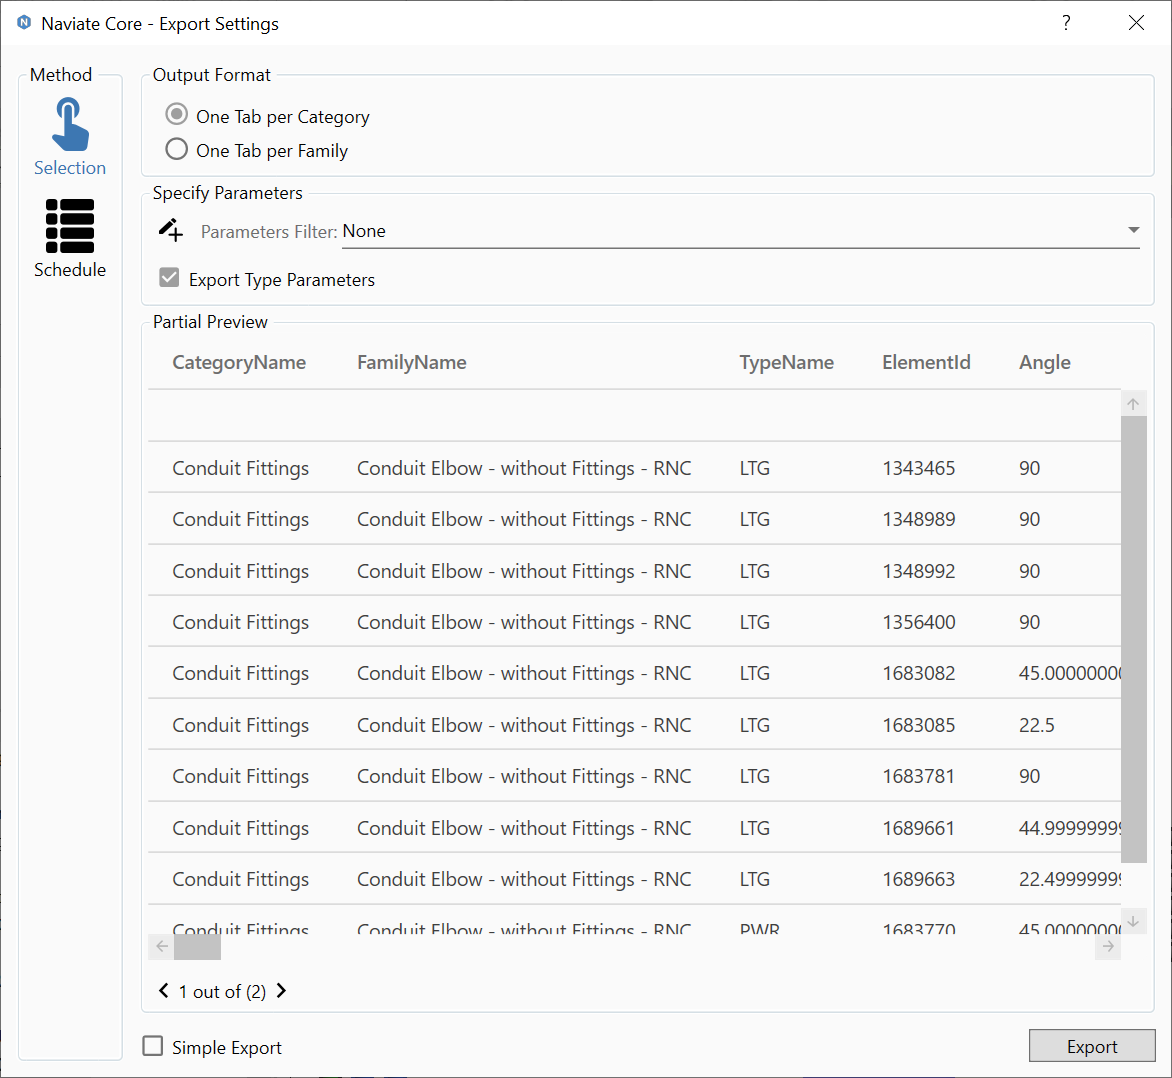 Naviate Core - Export Settings
Method
Selection
Schedule
Output Format
One Tab per Category
One Tab per Family
Specify Parameters
Parameters Filter: None
Export Type Parameters
Partial Preview
CategoryName FamilyName TypeName ElementId Angle
Conduit Fittings Conduit Elbow - without Fittings - RNC LTG 1343465 90
Conduit Fittings Conduit Elbow - without Fittings - RNC LTG 1348989 90
Conduit Fittings Conduit Elbow - without Fittings - RNC LTG 1348992 90
Conduit Fittings Conduit Elbow - without Fittings - RNC LTG 1356400 90
Conduit Fittings Conduit Elbow - without Fittings - RNC LTG 1683082 45.00000000
Conduit Fittings Conduit Elbow - without Fittings - RNC LTG 1683085 22.5
Conduit Fittings Conduit Elbow - without Fittings - RNC LTG 1683781 90
Conduit Fittings Conduit Elbow - without Fittings - RNC LTG 1689661 44.99999999
Conduit Fittings Conduit Elbow - without Fittings - RNC LTG 1689663 22.49999999
Conduit Fittings Conduit Elbow - without Fittings - RNC PWR 1683770 45.00000000
1 out of (2)
Simple Export
Export